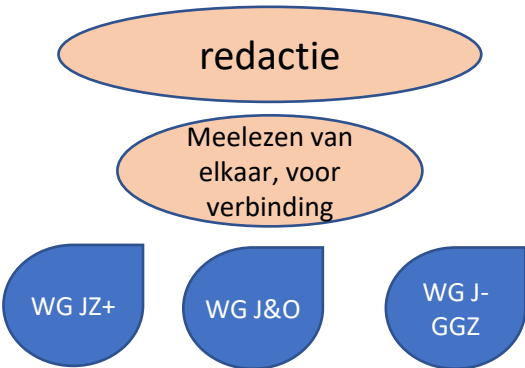 redactie
Meelezen van
elkaar, voor
verbinding
WG JZ+
WG J&O
WG J-
GGZ